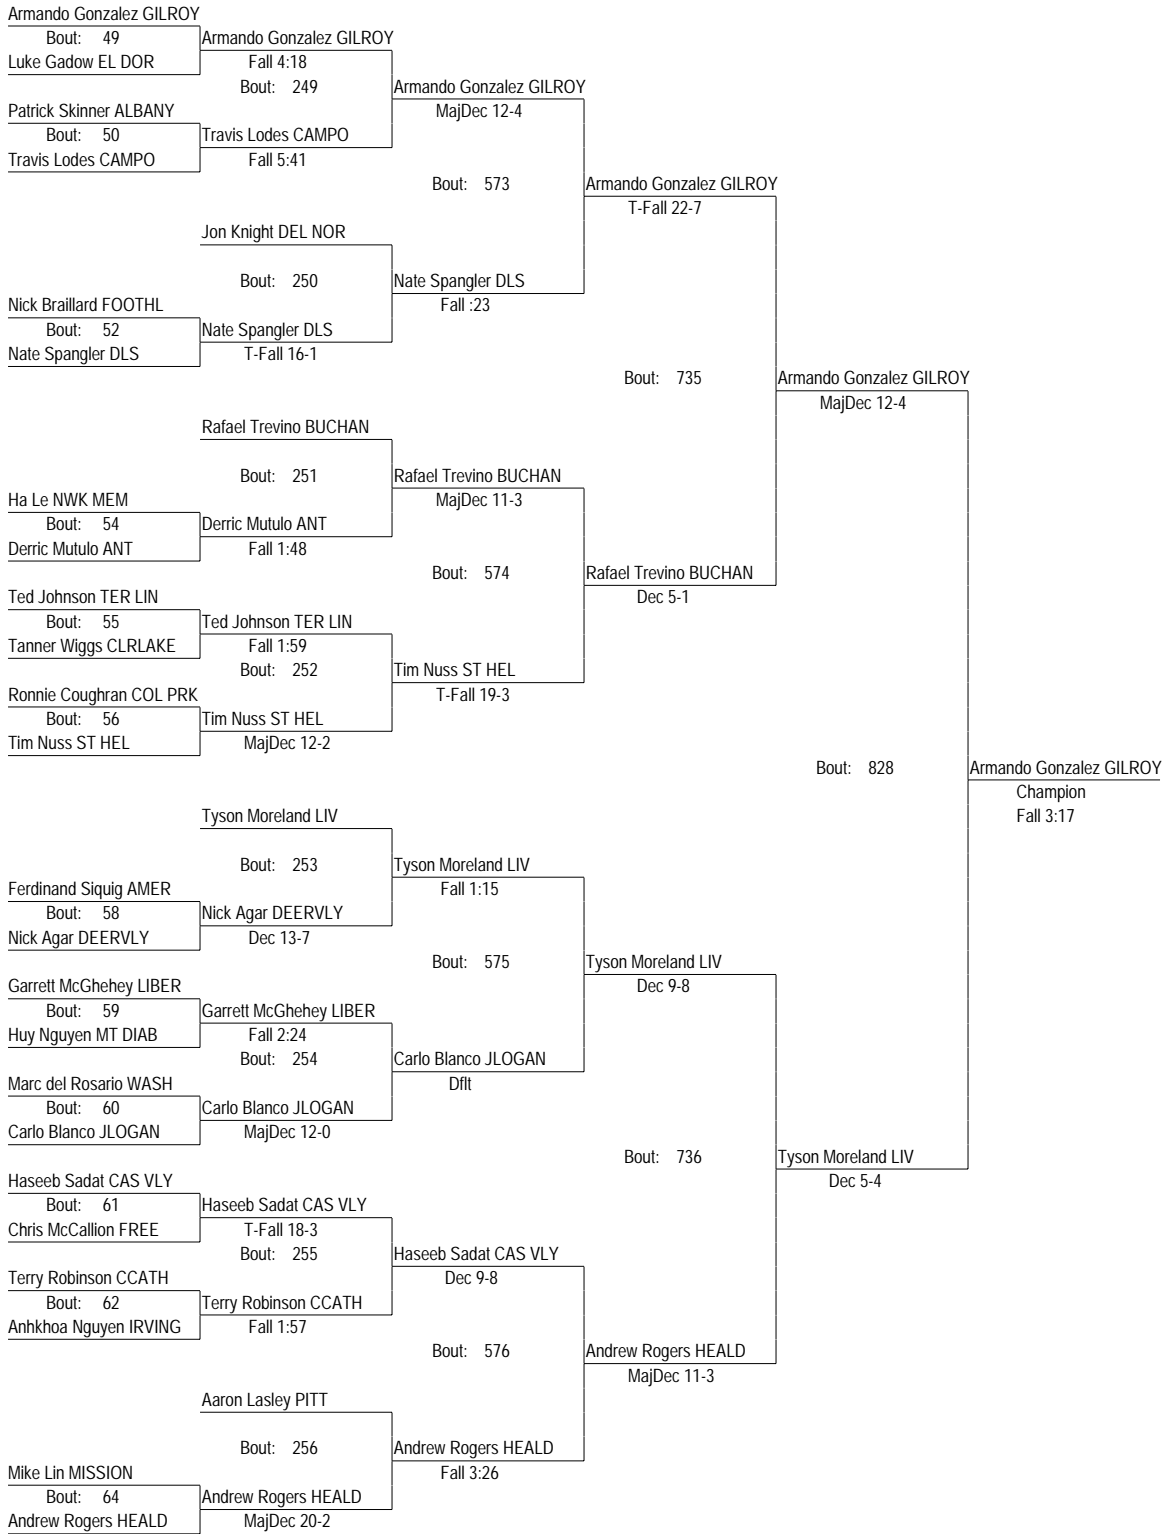 Armando Gonzalez GILROY
Bout: 49
Armando Gonzalez GILROY
Luke Gadow EL DOR
Fall 4:18
Bout: 249
Armando Gonzalez GILROY
Patrick Skinner ALBANY
MajDec 12-4
Bout: 50
Travis Lodes CAMPO
Travis Lodes CAMPO
Fall 5:41
Bout: 573
Armando Gonzalez GILROY
T-Fall 22-7
Jon Knight DEL NOR
Bout: 250
Nate Spangler DLS
Nick Braillard FOOTHL
Fall :23
Bout: 52
Nate Spangler DLS
Nate Spangler DLS
T-Fall 16-1
Bout: 735
Armando Gonzalez GILROY
MajDec 12-4
Rafael Trevino BUCHAN
Bout: 251
Rafael Trevino BUCHAN
Ha Le NWK MEM
MajDec 11-3
Bout: 54
Derric Mutulo ANT
Derric Mutulo ANT
Fall 1:48
Bout: 574
Rafael Trevino BUCHAN
Ted Johnson TER LIN
Dec 5-1
Bout: 55
Ted Johnson TER LIN
Tanner Wiggs CLRLAKE
Fall 1:59
Bout: 252
Tim Nuss ST HEL
Ronnie Coughran COL PRK
T-Fall 19-3
Bout: 56
Tim Nuss ST HEL
Tim Nuss ST HEL
MajDec 12-2
Bout: 828
Armando Gonzalez GILROY
Champion
Fall 3:17
Tyson Moreland LIV
Bout: 253
Tyson Moreland LIV
Ferdinand Siquig AMER
Fall 1:15
Bout: 58
Nick Agar DEERVLY
Nick Agar DEERVLY
Dec 13-7
Bout: 575
Tyson Moreland LIV
Garrett McGhehey LIBER
Dec 9-8
Bout: 59
Garrett McGhehey LIBER
Huy Nguyen MT DIAB
Fall 2:24
Bout: 254
Carlo Blanco JLOGAN
Marc del Rosario WASH
Dflt
Bout: 60
Carlo Blanco JLOGAN
Carlo Blanco JLOGAN
MajDec 12-0
Bout: 736
Tyson Moreland LIV
Haseeb Sadat CAS VLY
Dec 5-4
Bout: 61
Haseeb Sadat CAS VLY
Chris McCallion FREE
T-Fall 18-3
Bout: 255
Haseeb Sadat CAS VLY
Terry Robinson CCATH
Dec 9-8
Bout: 62
Terry Robinson CCATH
Anhkhoa Nguyen IRVING
Fall 1:57
Bout: 576
Andrew Rogers HEALD
MajDec 11-3
Aaron Lasley PITT
Bout: 256
Andrew Rogers HEALD
Mike Lin MISSION
Fall 3:26
Bout: 64
Andrew Rogers HEALD
Andrew Rogers HEALD
MajDec 20-2